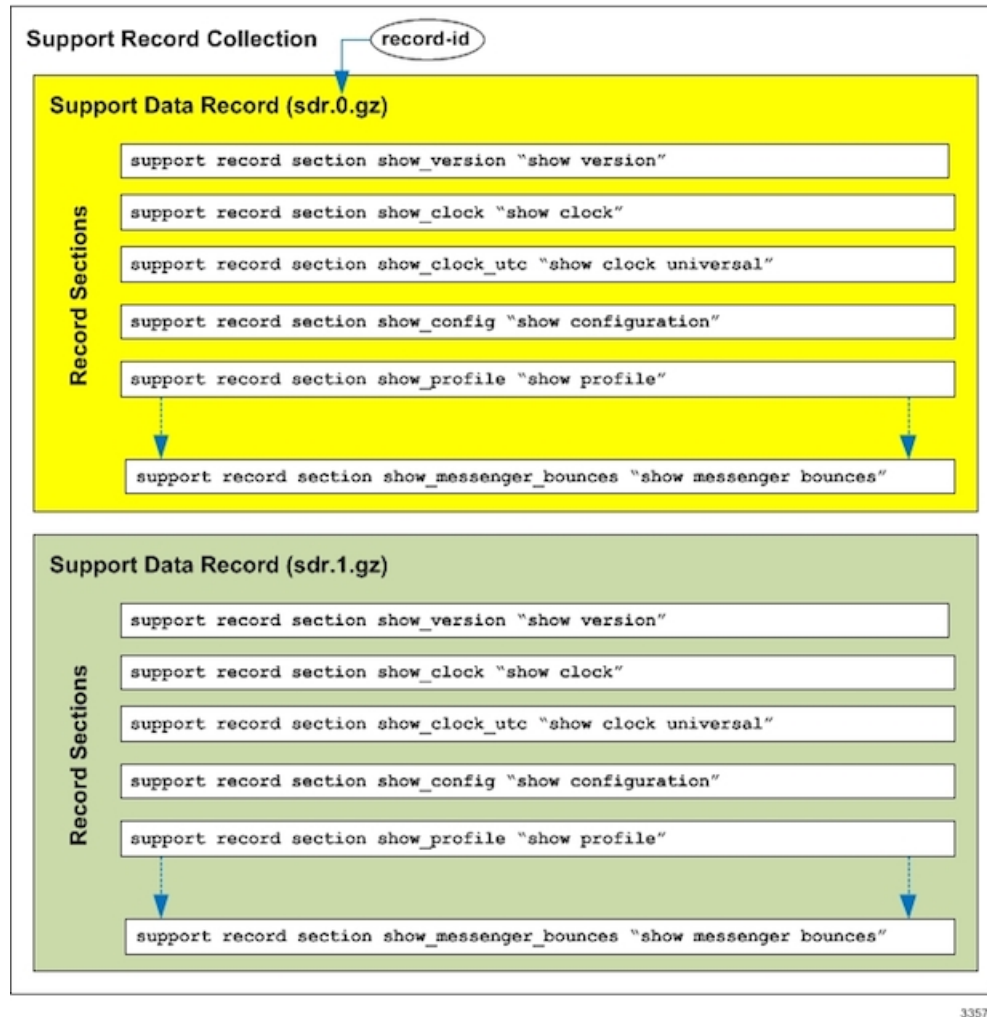 Support Record Collection
record-id
Support Data Record (sdr.0.gz)
Record Sections
support record section show_version “show version”
support record section show_clock “show clock”
support record section show_clock_utc “show clock universal”
support record section show_config “show configuration”
support record section show_profile “show profile”
support record section show_messenger_bounces “show messenger bounces”
Support Data Record (sdr.1.gz)
Record Sections
support record section show_version “show version”
support record section show_clock “show clock”
support record section show_clock_utc “show clock universal”
support record section show_config “show configuration”
support record section show_profile “show profile”
support record section show_messenger_bounces “show messenger bounces”
3357